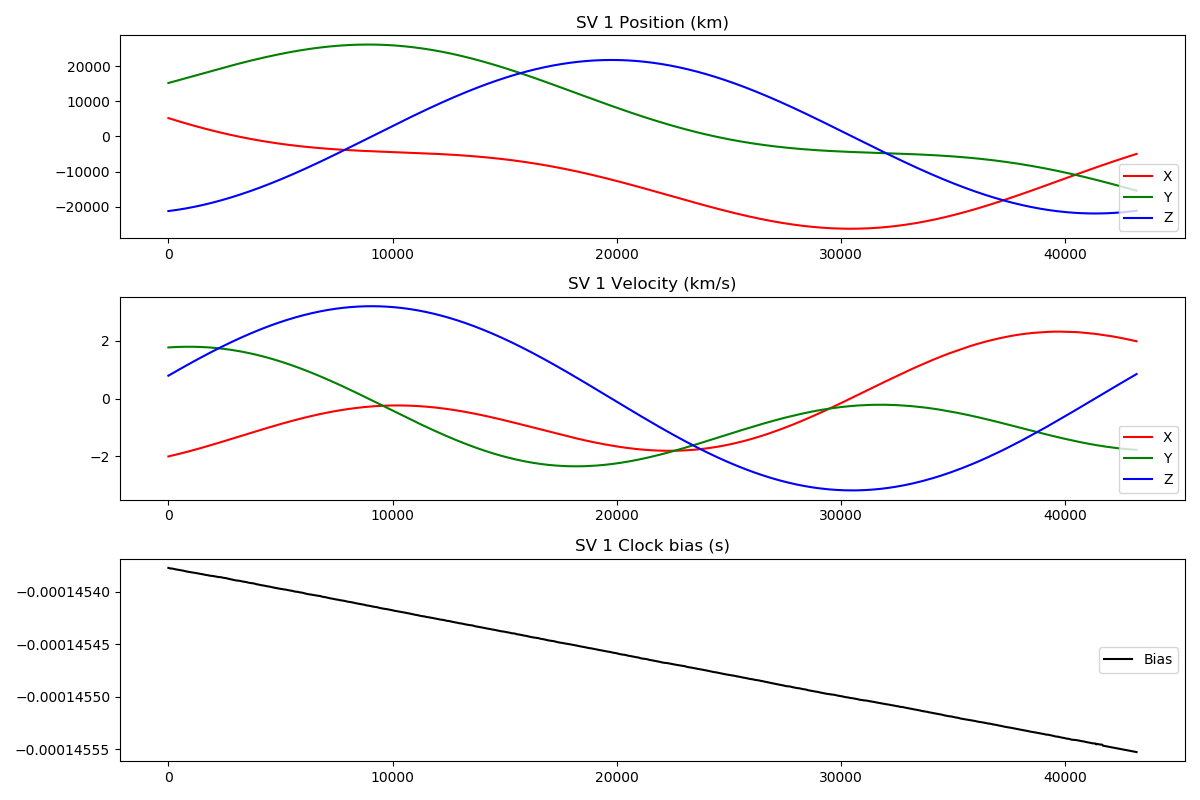 SV 1 Position (km)
20000
10000
0
−10000
−20000
X
Y
Z
0 10000 20000 30000 40000
SV 1 Velocity (km/s)
2
0
−2
X
Y
Z
0 10000 20000 30000 40000
SV 1 Clock bias (s)
−0.00014540
−0.00014545
−0.00014550
−0.00014555
Bias
0 10000 20000 30000 40000